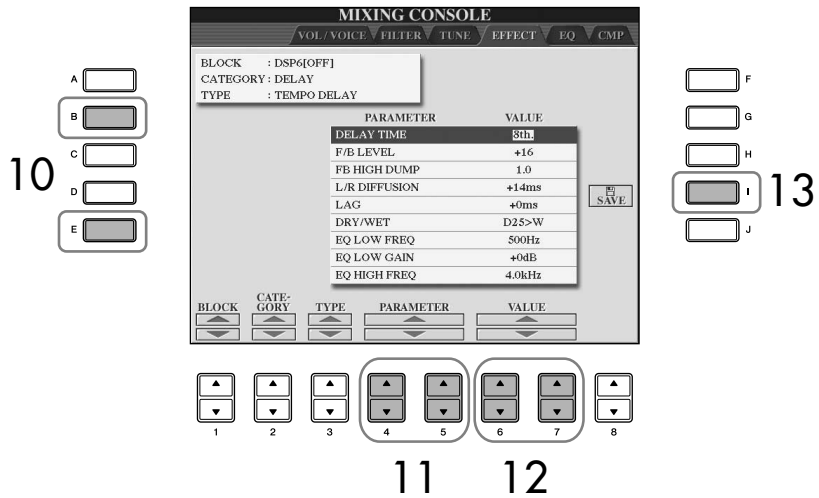 MIXING CONSOLE
VOL / VOICE FILTER TUNE EFFECT EQ CMP
BLOCK : DSP6[OFF]
CATEGORY : DELAY
TYPE : TEMPO DELAY
PARAMETER VALUE
DELAY TIME 8th.
F/B LEVEL +16
FB HIGH DUMP 1.0
L/R DIFFUSION +14ms
LAG +0ms
DRY/WET D25>W
EQ LOW FREQ 500Hz
EQ LOW GAIN +0dB
EQ HIGH FREQ 4.0kHz
SAVE
BLOCK CATE-
GORY TYPE PARAMETER VALUE
A
B
C
D
E
10
F
G
H
I
J
13
1 2 3 4 5 6 7 8
11 12